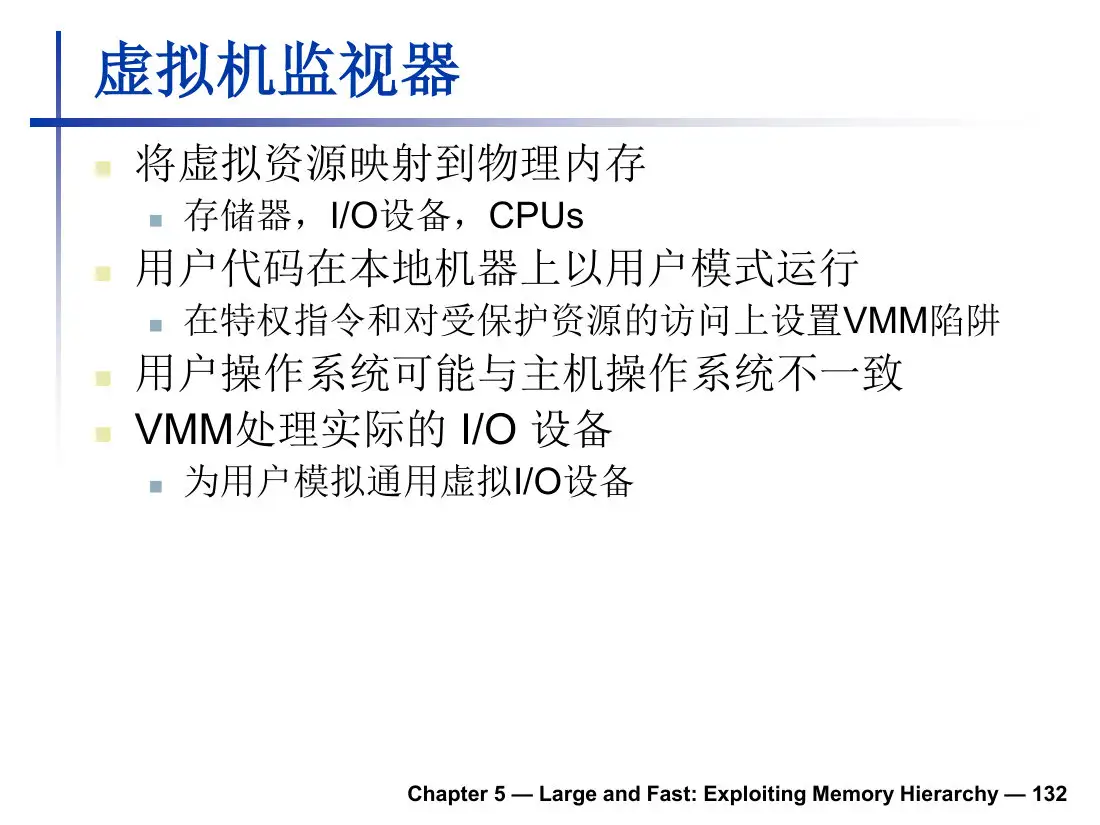 虚拟机监视器
将虚拟资源映射到物理内存
存储器，I/O设备，CPUs
用户代码在本地机器上以用户模式运行
在特权指令和对受保护资源的访问上设置VMM陷阱
用户操作系统可能与主机操作系统不一致
VMM处理实际的 I/O 设备
为用户模拟通用虚拟I/O设备
Chapter 5 — Large and Fast: Exploiting Memory Hierarchy — 132